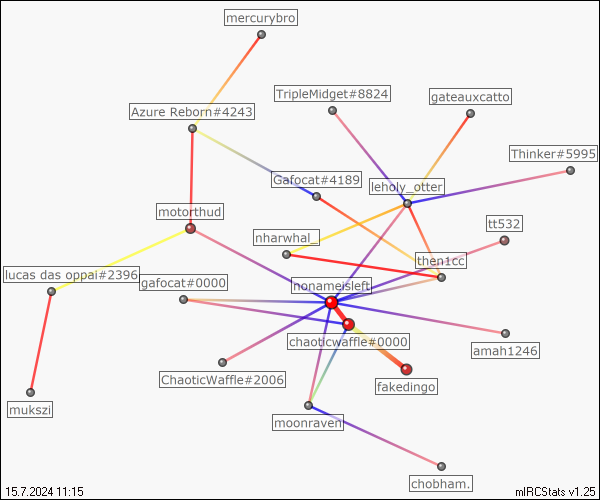 mercurybro
TripleMidget#8824
gateauxcatto
Azure Reborn#4243
Thinker#5995
Gafocat#4189
leholy_otter
motorthud
tt532
nharwhal_
then1cc
lucas das oppai#2396
gafocat#0000
nonameisleft
chaoticwaffle#0000
amah1246
ChaoticWaffle#2006
fakedingo
mukszi
moonraven
chobham.
15.7.2024 11:15
mIRCStats v1.25